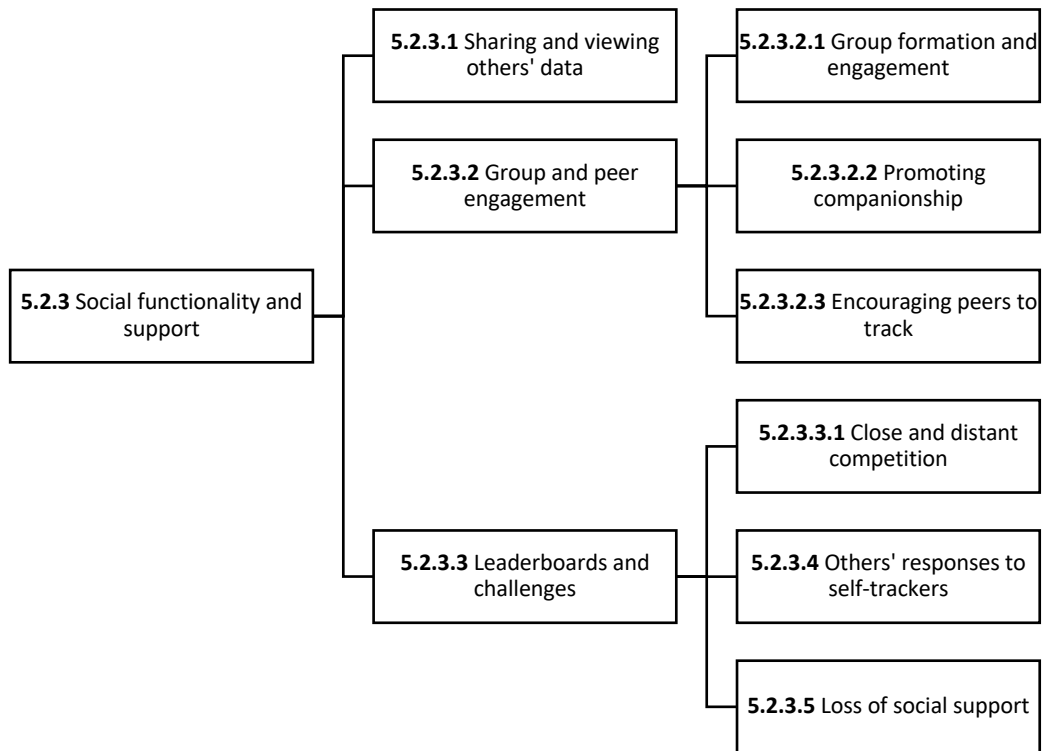 5.2.3 Social functionality and
support
5.2.3.1 Sharing and viewing
others' data
5.2.3.2 Group and peer
engagement
5.2.3.2.1 Group formation and
engagement
5.2.3.2.2 Promoting
companionship
5.2.3.2.3 Encouraging peers to
track
5.2.3.3 Leaderboards and
challenges
5.2.3.3.1 Close and distant
competition
5.2.3.4 Others' responses to
self-trackers
5.2.3.5 Loss of social support